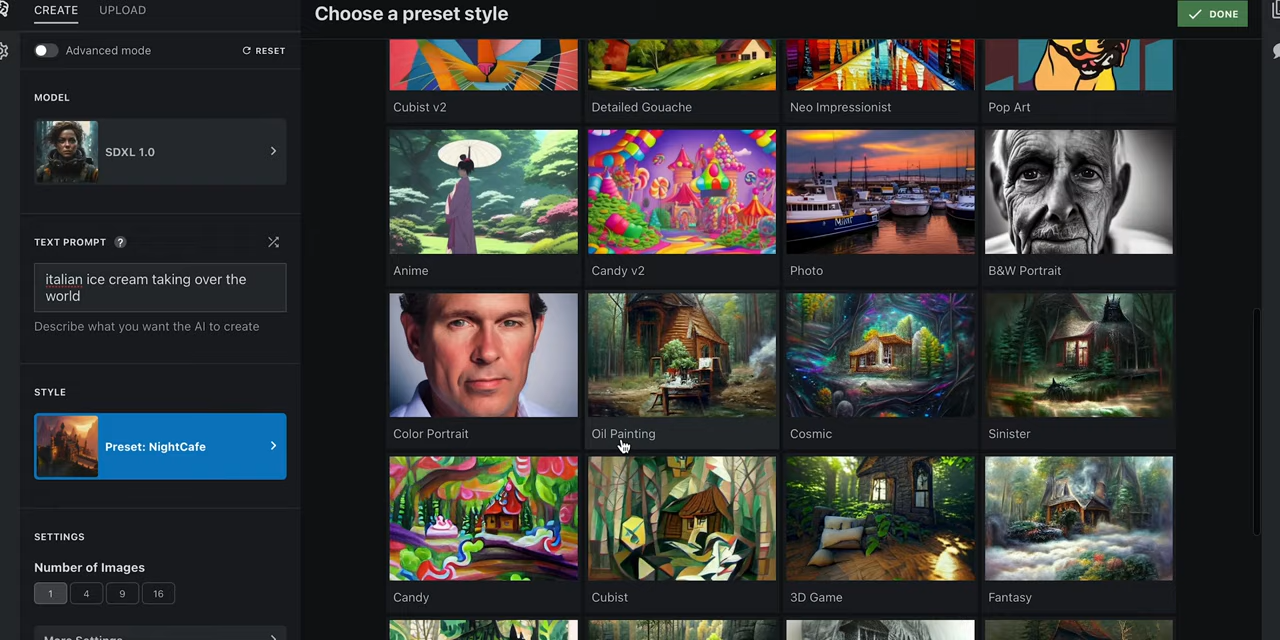 CREATE
UPLOAD
Choose a preset style
DONE
Advanced mode
RESET
MODEL
SDXL 1.0
TEXT PROMPT ?
italian ice cream taking over the
world
Describe what you want the AI to create
STYLE
Preset: NightCafe
SETTINGS
Number of Images
1
4
9
16
More Settings
Cubist v2
Detailed Gouache
Neo Impressionist
Pop Art
Anime
Candy v2
Photo
B&W Portrait
Color Portrait
Oil Painting
Cosmic
Sinister
Candy
Cubist
3D Game
Fantasy